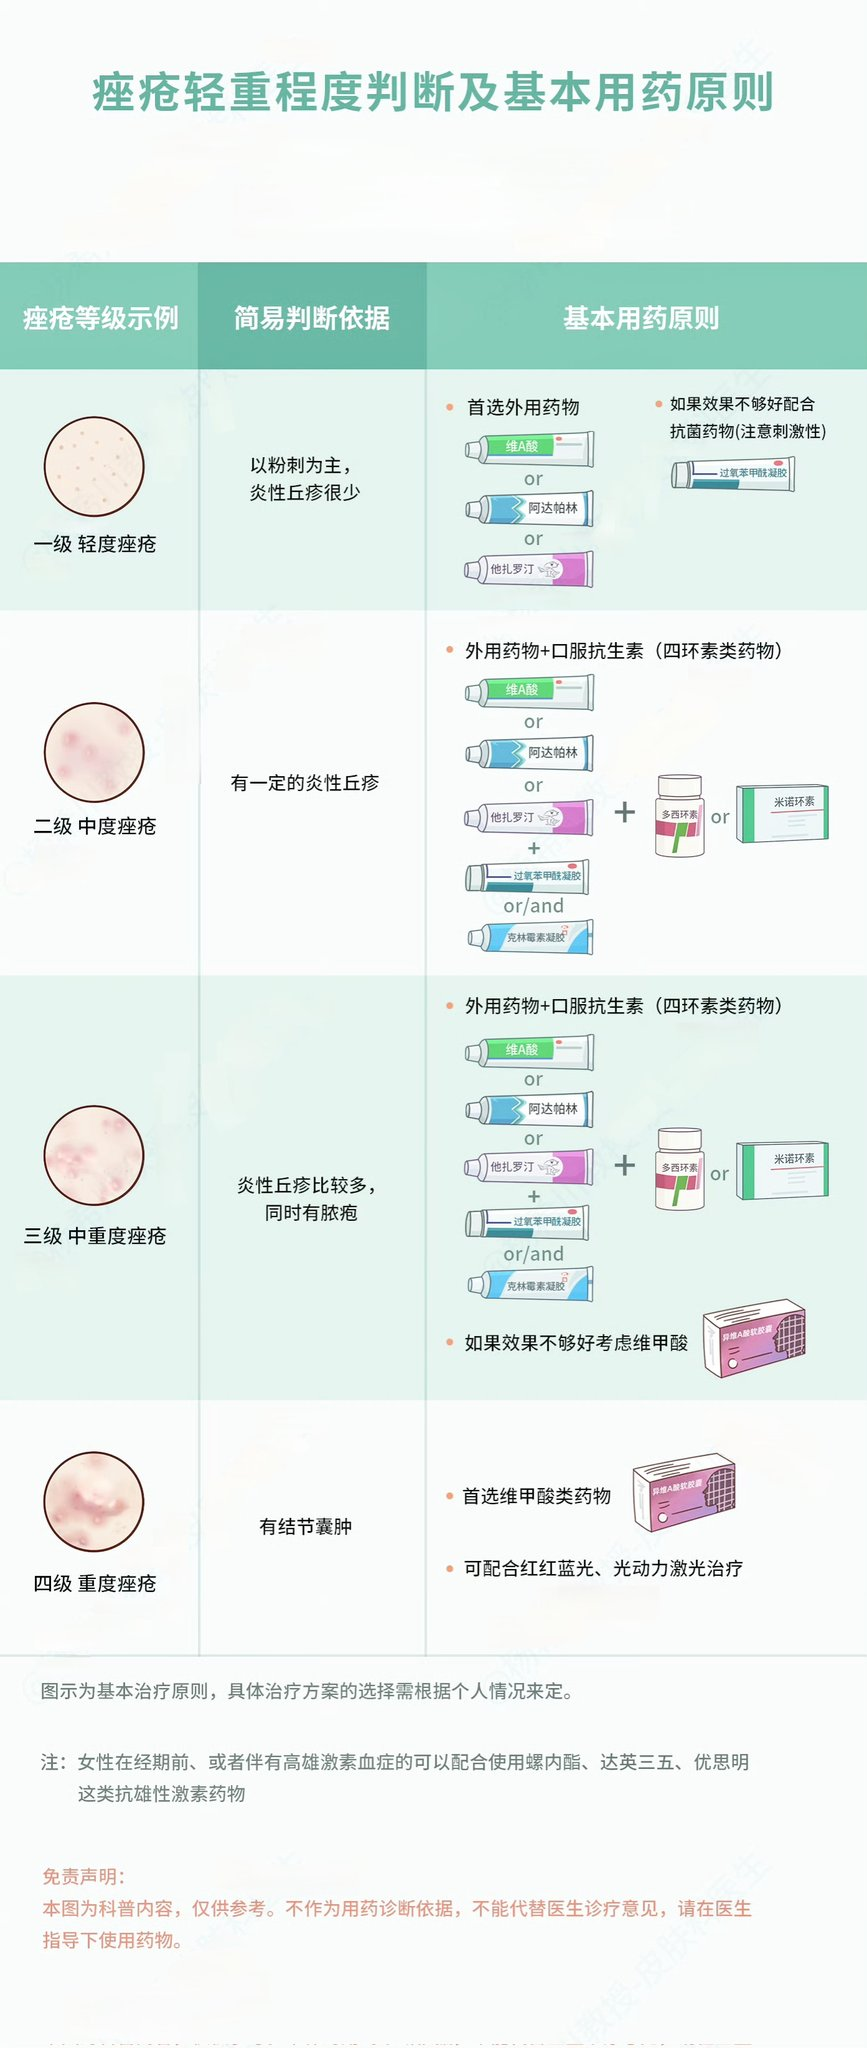 痤疮轻重程度判断及基本用药原则
痤疮等级示例
简易判断依据
基本用药原则
一级 轻度痤疮
以粉刺为主，
炎性丘疹很少
首选外用药物
维A酸
or
阿达帕林
or
他扎罗汀
如果效果不够好配合
抗菌药物(注意刺激性)
过氧苯甲酰凝胶
二级 中度痤疮
有一定的炎性丘疹
外用药物+口服抗生素（四环素类药物）
维A酸
or
阿达帕林
or
他扎罗汀
+
过氧苯甲酰凝胶
or/and
克林霉素凝胶
+
多西环素
or
米诺环素
三级 中重度痤疮
炎性丘疹比较多，
同时有脓疱
外用药物+口服抗生素（四环素类药物）
维A酸
or
阿达帕林
or
他扎罗汀
+
过氧苯甲酰凝胶
or/and
克林霉素凝胶
+
多西环素
or
米诺环素
如果效果不够好考虑维甲酸
异维A酸软胶囊
四级 重度痤疮
有结节囊肿
首选维甲酸类药物
异维A酸软胶囊
可配合红红蓝光、光动力激光治疗
图示为基本治疗原则，具体治疗方案的选择需根据个人情况来定。
注：女性在经期前、或者伴有高雄激素血症的可以配合使用螺内酯、达英三五、优思明
这类抗雄性激素药物
免责声明：
本图为科普内容，仅供参考。不作为用药诊断依据，不能代替医生诊疗意见，请在医生
指导下使用药物。